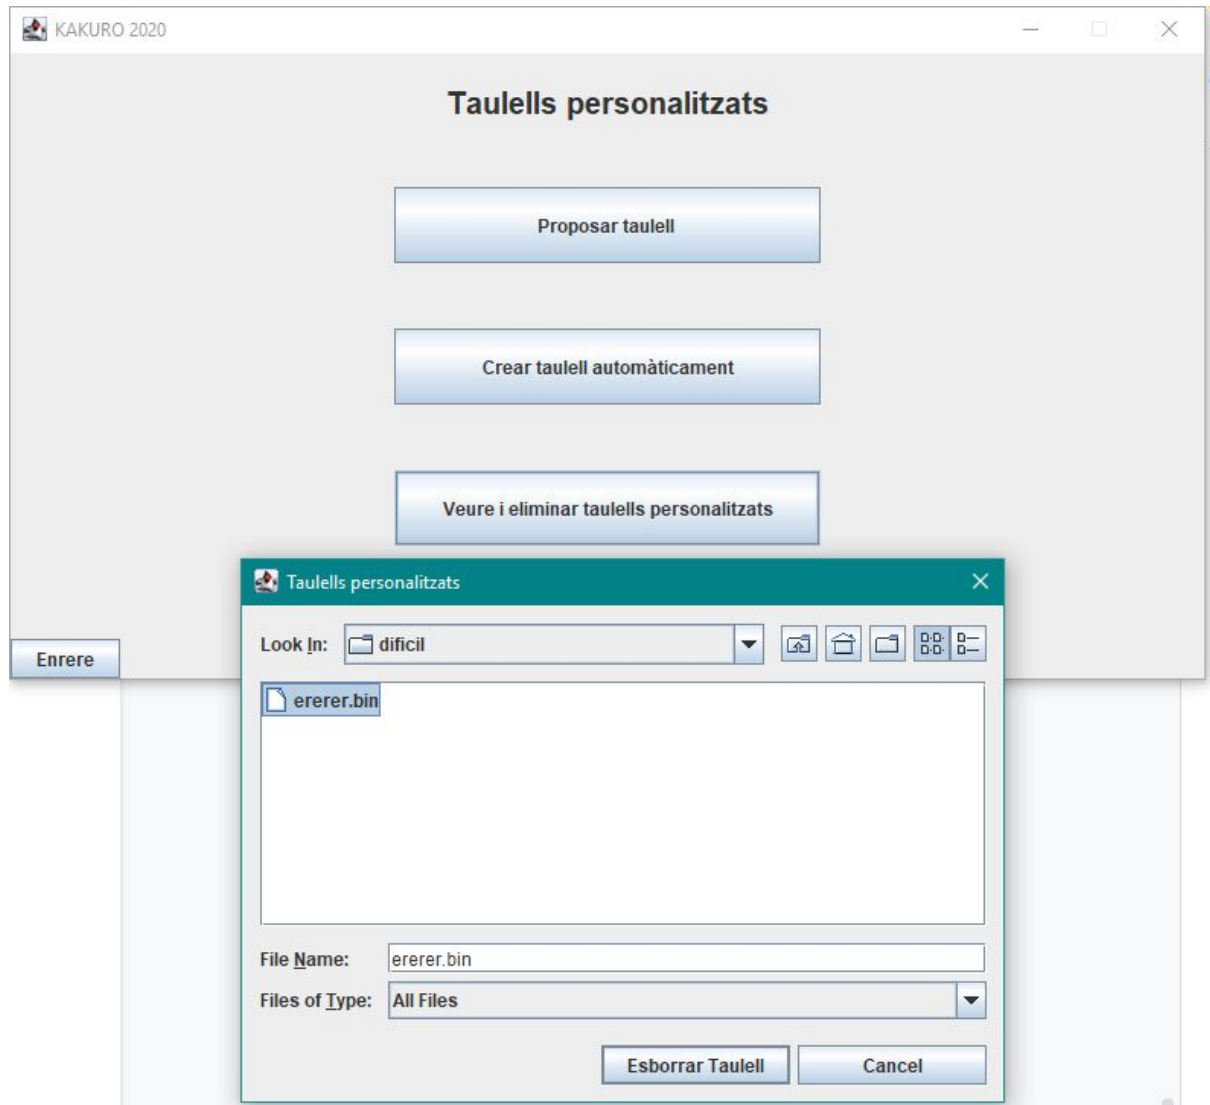 KAKURO 2020
Taulells personalitzats
Proposar taulell
Crear taulell automàticament
Veure i eliminar taulells personalitzats
Enrere
Taulells personalitzats
Look In: dificil
ererer.bin
File Name: ererer.bin
Files of Type: All Files
Esborrar Taulell Cancel